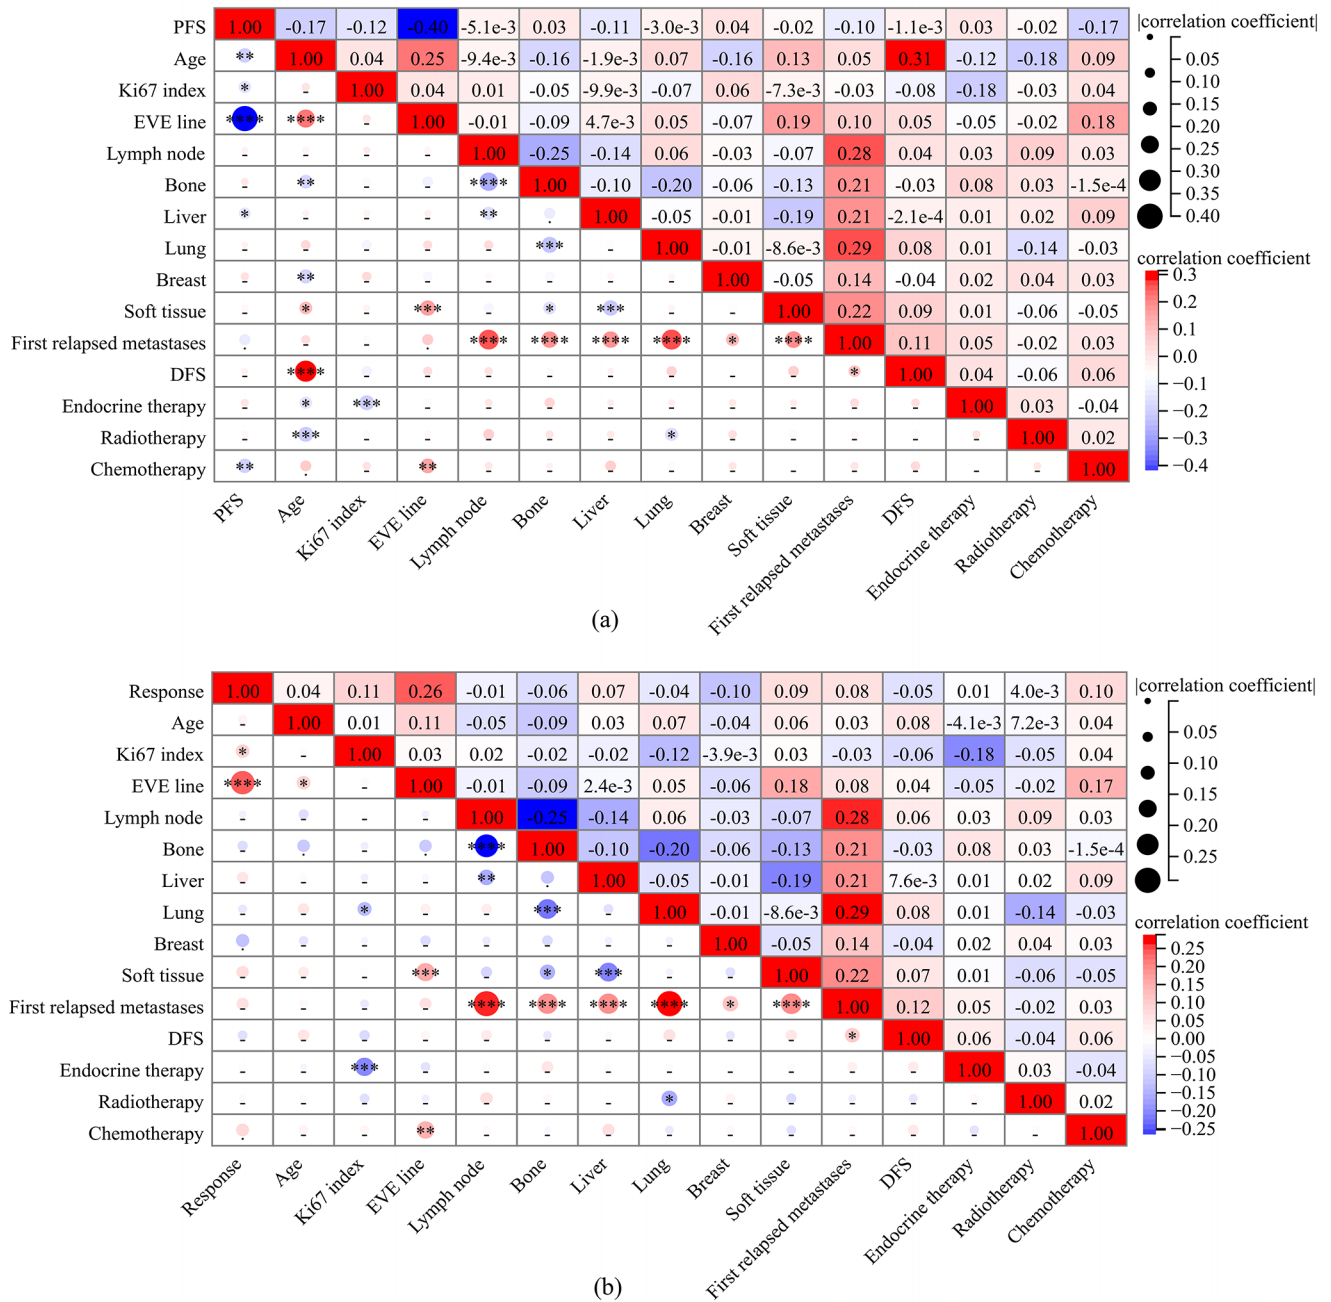 PFS 1.00 -0.17 -0.12 -0.40 -5.1e-3 0.03 -0.11 -3.0e-3 0.04 -0.02 -0.10 -1.1e-3 0.03 -0.02 -0.17
Age ** 1.00 0.04 0.25 -9.4e-3 -0.16 -1.9e-3 0.07 -0.16 0.13 0.05 0.31 -0.12 -0.18 0.09
Ki67 index * - 1.00 0.04 0.01 -0.05 -9.9e-3 -0.07 0.06 -7.3e-3 -0.03 -0.08 -0.18 -0.03 0.04
EVE line **** **** - 1.00 -0.01 -0.09 4.7e-3 0.05 -0.07 0.19 0.10 0.05 -0.05 -0.02 0.18
Lymph node - - - - 1.00 -0.25 -0.14 0.06 -0.03 -0.07 0.28 0.04 0.03 0.09 0.03
Bone - ** - - **** 1.00 -0.10 -0.20 -0.06 -0.13 0.21 -0.03 0.08 0.03 -1.5e-4
Liver * - - - ** . 1.00 -0.05 -0.01 -0.19 0.21 -2.1e-4 0.01 0.02 0.09
Lung - - - - - *** - 1.00 -0.01 -8.6e-3 0.29 0.08 0.01 -0.14 -0.03
Breast - ** - - - - - - 1.00 -0.05 0.14 -0.04 0.02 0.04 0.03
Soft tissue - * - *** - * *** - - 1.00 0.22 0.09 0.01 -0.06 -0.05
First relapsed metastases . - - . **** **** **** **** * **** 1.00 0.11 0.05 -0.02 0.03
DFS - **** - - - - - - - - * 1.00 0.04 -0.06 0.06
Endocrine therapy - * *** - - - - - - - - - 1.00 0.03 -0.04
Radiotherapy - *** - - - - - * - - - - - 1.00 0.02
Chemotherapy ** . - ** - - - - - - - - - - 1.00
PFS Age Ki67 index EVE line Lymph node Bone Liver Lung Breast Soft tissue First relapsed metastases DFS Endocrine therapy Radiotherapy Chemotherapy
|correlation coefficient|
0.05
0.10
0.15
0.20
0.25
0.30
0.35
0.40
correlation coefficient
0.3
0.2
0.1
0.0
−0.1
−0.2
−0.3
−0.4
(a)
Response 1.00 0.04 0.11 0.26 -0.01 -0.06 0.07 -0.04 -0.10 0.09 0.08 -0.05 0.01 4.0e-3 0.10
Age - 1.00 0.01 0.11 -0.05 -0.09 0.03 0.07 -0.04 0.06 0.03 0.08 -4.1e-3 7.2e-3 0.04
Ki67 index * - 1.00 0.03 0.02 -0.02 -0.02 -0.12 -3.9e-3 0.03 -0.03 -0.06 -0.18 -0.05 0.04
EVE line **** * - 1.00 -0.01 -0.09 2.4e-3 0.05 -0.06 0.18 0.08 0.04 -0.05 -0.02 0.17
Lymph node - - - - 1.00 -0.25 -0.14 0.06 -0.03 -0.07 0.28 0.06 0.03 0.09 0.03
Bone - . - . **** 1.00 -0.10 -0.20 -0.06 -0.13 0.21 -0.03 0.08 0.03 -1.5e-4
Liver - - - - ** . 1.00 -0.05 -0.01 -0.19 0.21 7.6e-3 0.01 0.02 0.09
Lung - - * - - *** - 1.00 -0.01 -8.6e-3 0.29 0.08 0.01 -0.14 -0.03
Breast . - - - - - - - 1.00 -0.05 0.14 -0.04 0.02 0.04 0.03
Soft tissue - - - *** - * *** - - 1.00 0.22 0.07 0.01 -0.06 -0.05
First relapsed metastases - - - - **** **** **** **** * **** 1.00 0.12 0.05 -0.02 0.03
DFS - - - - - - - - - - * 1.00 0.06 -0.04 0.06
Endocrine therapy - - *** - - - - - - - - - 1.00 0.03 -0.04
Radiotherapy - - - - - - - * - - - - - 1.00 0.02
Chemotherapy . - - ** - - - - - - - - - - 1.00
Response Age Ki67 index EVE line Lymph node Bone Liver Lung Breast Soft tissue First relapsed metastases DFS Endocrine therapy Radiotherapy Chemotherapy
|correlation coefficient|
0.05
0.10
0.15
0.20
0.25
correlation coefficient
0.25
0.20
0.15
0.10
0.05
0.00
−0.05
−0.10
−0.15
−0.20
−0.25
(b)